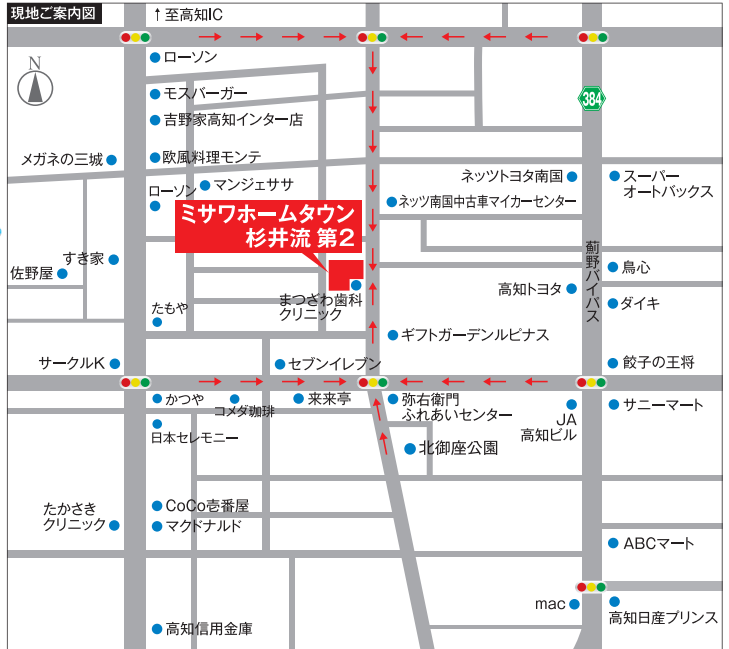 現地ご案内図
↑至高知IC
ローソン
N
モスバーガー
384
吉野家高知インター店
メガネの三城
欧風料理モンテ
ローソン
マンジェササ
ネッツトヨタ南国
スーパー
オートバックス
ネッツ南国中古車マイカーセンター
ミサワホームタウン
杉井流 第2
すき家
佐野屋
薊野バイパス
鳥心
まつざわ歯科
クリニック
高知トヨタ
ダイキ
たもや
ギフトガーデンルピナス
サークルK
セブンイレブン
餃子の王将
かつや
コメダ珈琲
来来亭
弥右衛門
ふれあいセンター
JA
高知ビル
サニーマート
日本セレモニー
北御座公園
たかさき
クリニック
CoCo壱番屋
マクドナルド
ABCマート
mac
高知日産プリンス
高知信用金庫